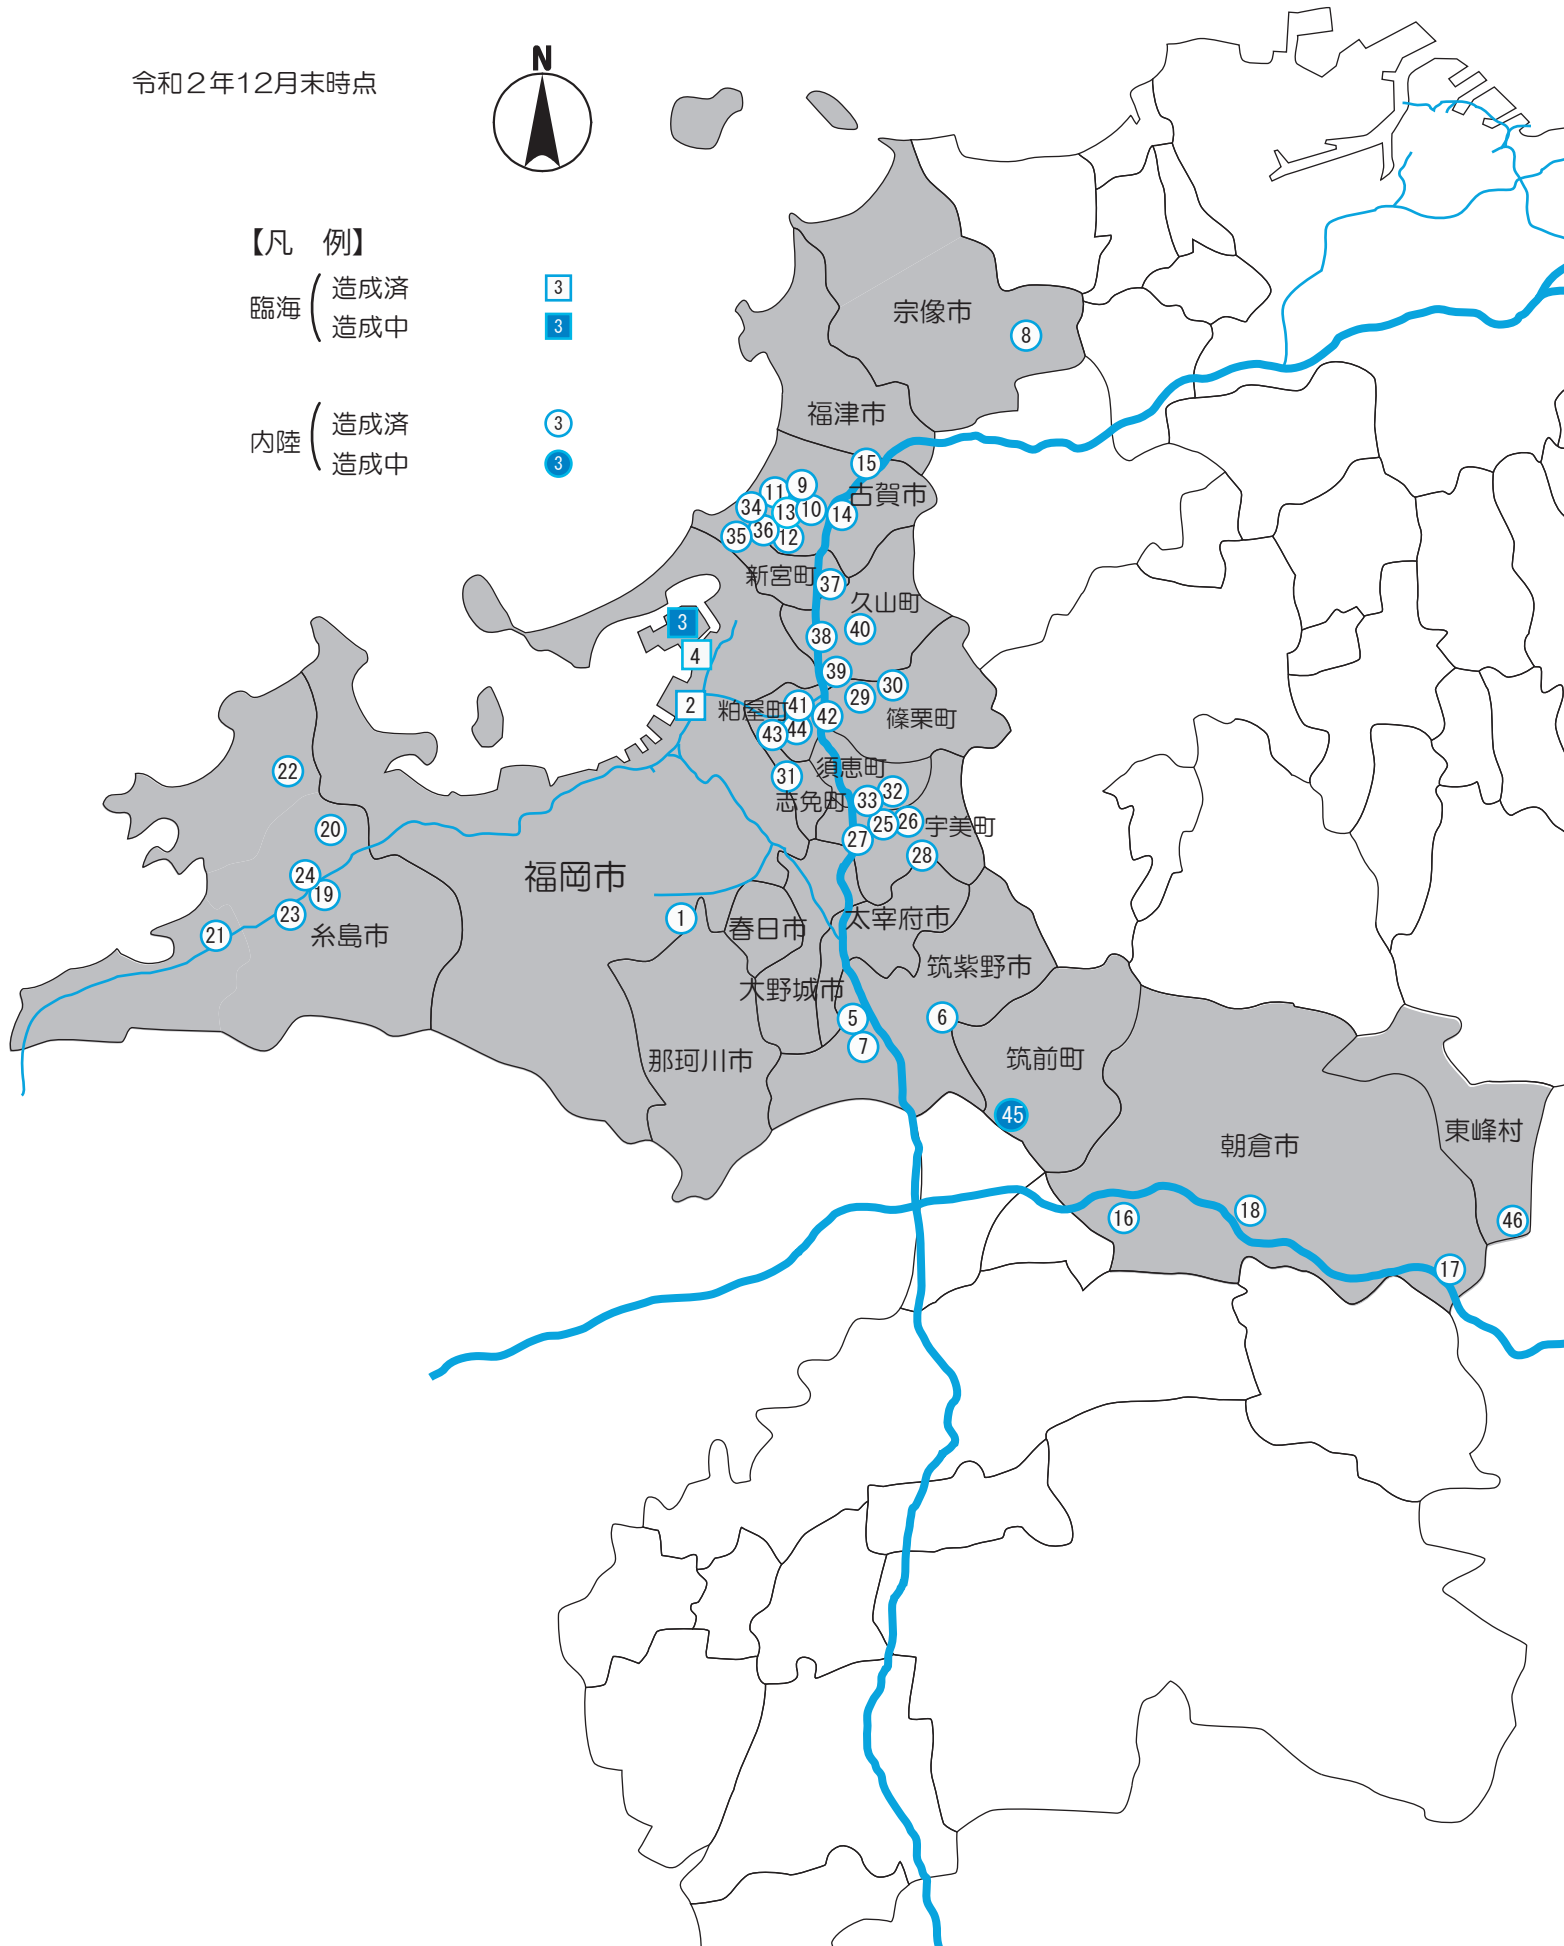 令和2年12月末時点
N
【凡　例】
臨海
造成済
3
造成中
3
内陸
造成済
3
造成中
3
宗像市
8
福津市
15
古賀市
9
11
34
13
10
14
35
36
12
新宮町
37
久山町
3
38
40
4
39
30
29
2
粕屋町
41
42
篠栗町
43
44
須恵町
22
31
志免町
33
32
20
25
26
宇美町
27
28
福岡市
24
19
23
糸島市
21
1
春日市
太宰府市
筑紫野市
大野城市
5
6
7
那珂川市
筑前町
45
東峰村
朝倉市
16
18
46
17